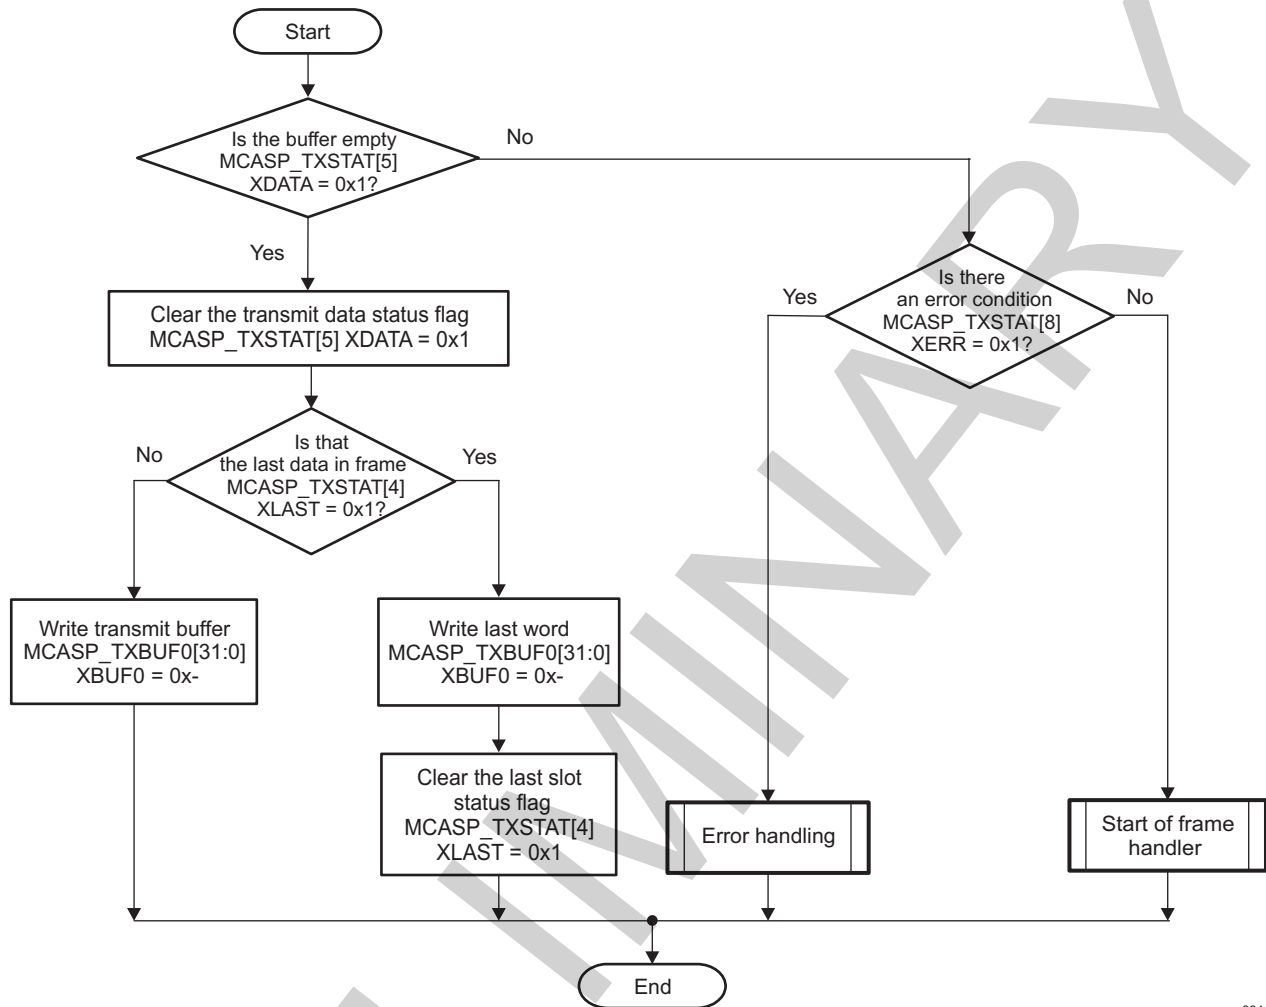 Start
Is the buffer empty
MCASP_TXSTAT[5]
XDATA = 0x1?
No
Yes
Clear the transmit data status flag
MCASP_TXSTAT[5] XDATA = 0x1
Is that
the last data in frame
MCASP_TXSTAT[4]
XLAST = 0x1?
No
Yes
Write transmit buffer
MCASP_TXBUF0[31:0]
XBUF0 = 0x-
Write last word
MCASP_TXBUF0[31:0]
XBUF0 = 0x-
Clear the last slot
status flag
MCASP_TXSTAT[4]
XLAST = 0x1
Is there
an error condition
MCASP_TXSTAT[8]
XERR = 0x1?
Yes
No
Error handling
Start of frame
handler
End
IMINARY